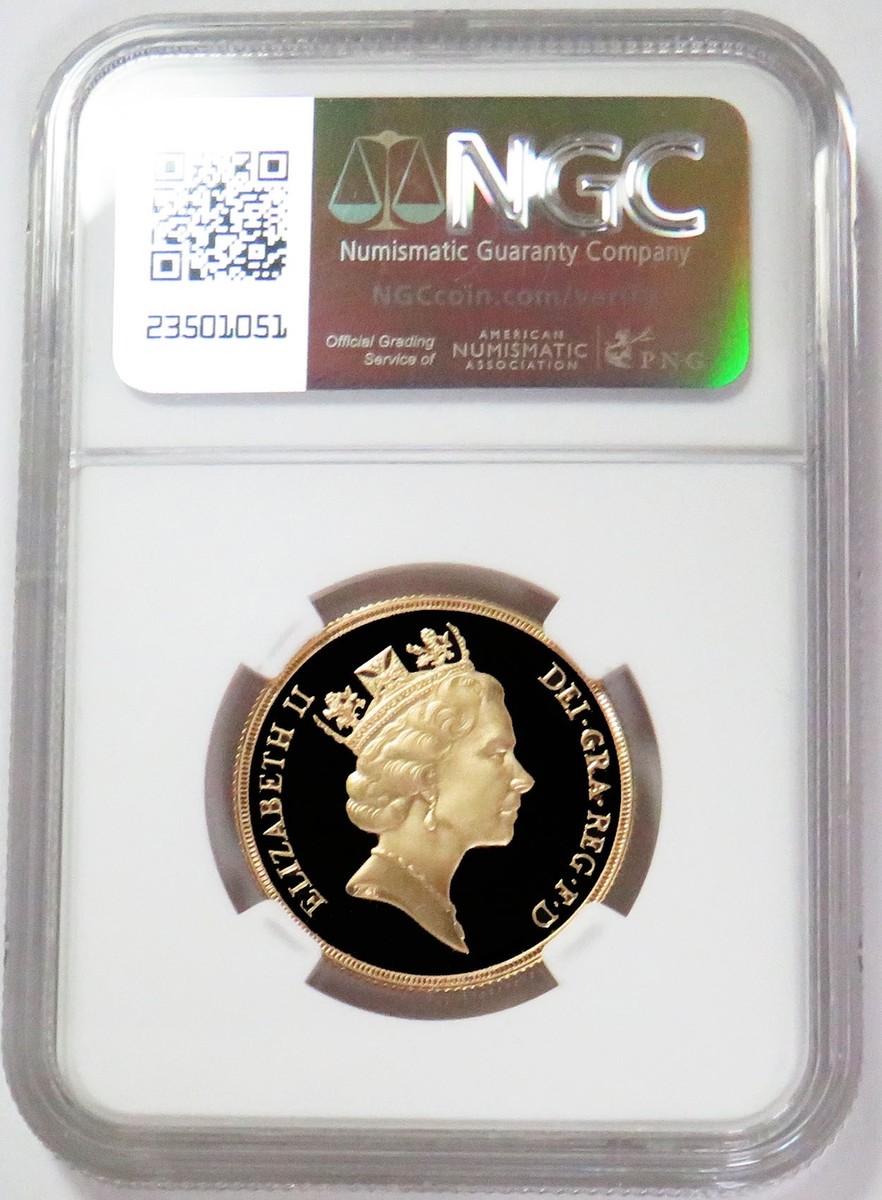 NGC
Numismatic Guaranty Company
NGCcoin.com/verify
23501051
Official Grading
Service of
AMERICAN
NUMISMATIC
ASSOCIATION
PNG
ELIZABETH II
DEI·GRA·REG·F·D